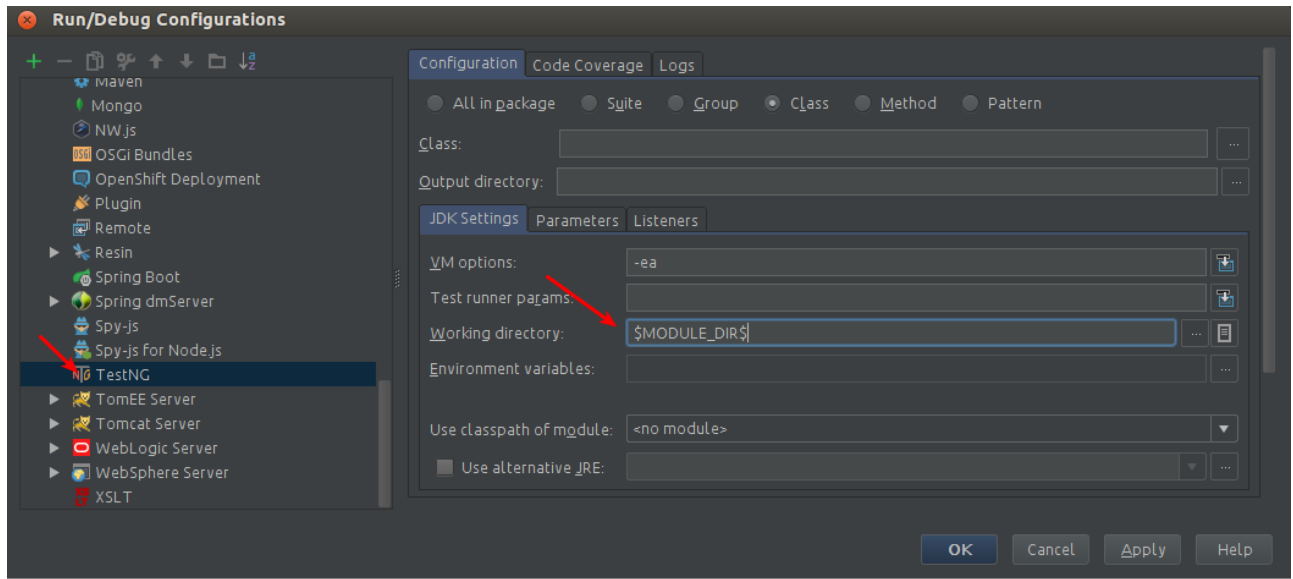 Run/Debug Configurations
Maven
Mongo
NW.js
OSGi Bundles
OpenShift Deployment
Plugin
Remote
Resin
Spring Boot
Spring dmServer
Spy-js
Spy-js for Node.js
TestNG
TomEE Server
Tomcat Server
WebLogic Server
WebSphere Server
XSLT
Configuration Code Coverage Logs
All in package Suite Group Class Method Pattern
Class: ...
Output directory: ...
JDK Settings Parameters Listeners
VM options: -ea
Test runner params:
Working directory: $MODULE_DIR$ ...
Environment variables: ...
Use classpath of module: <no module>
Use alternative JRE: ...
OK Cancel Apply Help